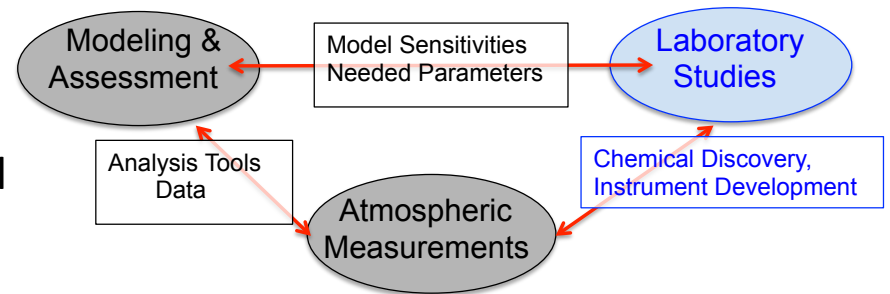 Modeling &
Assessment
Model Sensitivities
Needed Parameters
Laboratory
Studies
Analysis Tools
Data
Chemical Discovery,
Instrument Development
Atmospheric
Measurements